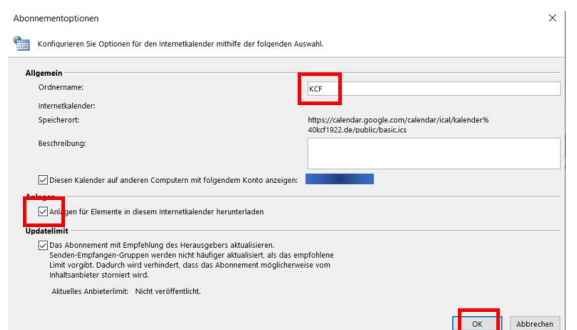 Abonnementoptionen
Konfigurieren Sie Optionen für den Internetkalender mithilfe der folgenden Auswahl.
Allgemein
Ordnername:
KCF
Internetkalender:
Speicherort:
https://calendar.google.com/calendar/ical/kalender%
40kcf1922.de/public/basic.ics
Beschreibung:
Diesen Kalender auf anderen Computern mit folgendem Konto anzeigen:
Anlagen
Anlagen für Elemente in diesem Internetkalender herunterladen
Updatelimit
Das Abonnement mit Empfehlung des Herausgebers aktualisieren.
Senden-Empfangen-Gruppen werden nicht häufiger aktualisiert, als das empfohlene
Limit vorgibt. Dadurch wird verhindert, dass das Abonnement möglicherweise vom
Inhaltsanbieter storniert wird.
Aktuelles Anbieterlimit: Nicht veröffentlicht.
OK
Abbrechen